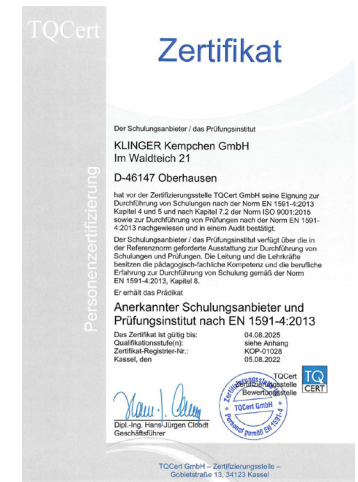 TQCert
Zertifikat
Personenzertifizierung
Der Schulungsanbieter / das Prüfungsinstitut
KLINGER Kempchen GmbH
Im Waldteich 21
D-46147 Oberhausen
hat vor der Zertifizierungsstelle TQCert GmbH seine Eignung zur
Durchführung von Schulungen nach der Norm EN 1591-4:2013
Kapitel 4 und 5 und nach Kapitel 7.2 der Norm ISO 9001:2015
sowie zur Durchführung von Prüfungen nach der Norm EN 1591-
4:2013 nachgewiesen und in einem Audit bestätigt.
Der Schulungsanbieter / das Prüfungsinstitut verfügt über die in
der Referenznorm geforderte Ausstattung zur Durchführung von
Schulungen und Prüfungen. Die Leitung und die Lehrkräfte
besitzen die pädagogisch-fachliche Kompetenz und die berufliche
Erfahrung zur Durchführung von Schulung gemäß der Norm
EN 1591-4:2013, Kapitel 8.
Er erhält das Prädikat
Anerkannter Schulungsanbieter und
Prüfungsinstitut nach EN 1591-4:2013
Das Zertifikat ist gültig bis: 04.08.2025
Qualifikationsstufe(n): siehe Anhang
Zertifikat-Registrier-Nr.: KOP-01028
Kassel, den 05.08.2022
TQCert
Zertifizierungsstelle
Bewertungsstelle
TQ
CERT
TQCert GmbH
Personal gemäß EN 1591-4
Dipl.-Ing. Hans-Jürgen Clobdt
Geschäftsführer
TQCert GmbH – Zertifizierungsstelle –
Gobietstraße 13, 34123 Kassel